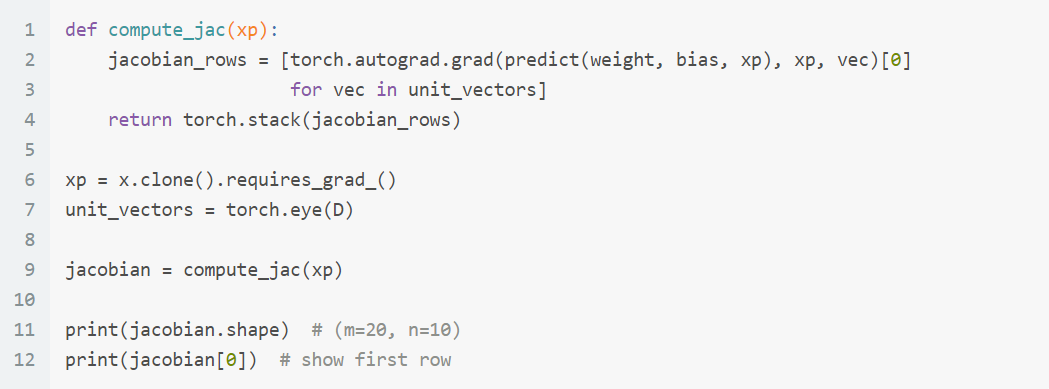 1 def compute_jac(xp):
2     jacobian_rows = [torch.autograd.grad(predict(weight, bias, xp), xp, vec)[0]
3                      for vec in unit_vectors]
4     return torch.stack(jacobian_rows)
5
6 xp = x.clone().requires_grad_()
7 unit_vectors = torch.eye(D)
8
9 jacobian = compute_jac(xp)
10
11 print(jacobian.shape)  # (m=20, n=10)
12 print(jacobian[0])  # show first row